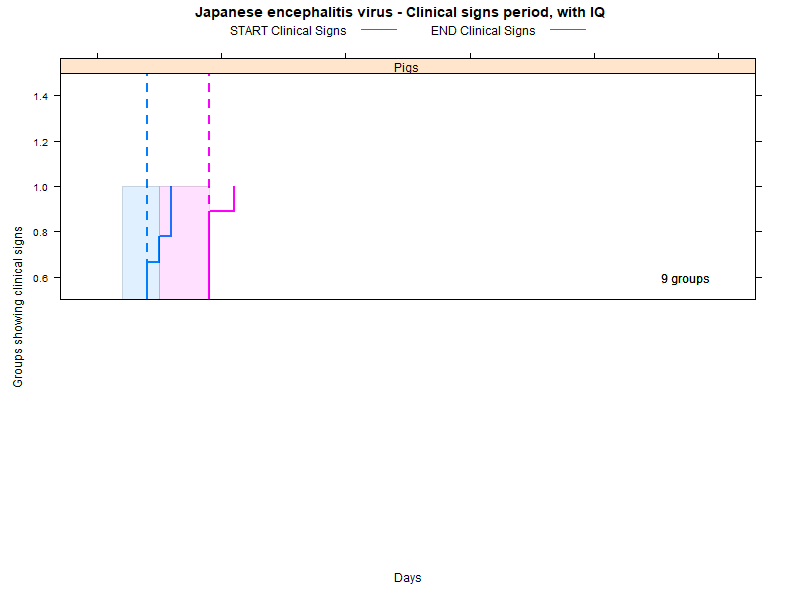 Japanese encephalitis virus - Clinical signs period, with IQ
START Clinical Signs END Clinical Signs
Pigs
1.4
1.2
1.0
0.8
0.6
9 groups
Groups showing clinical signs
Days